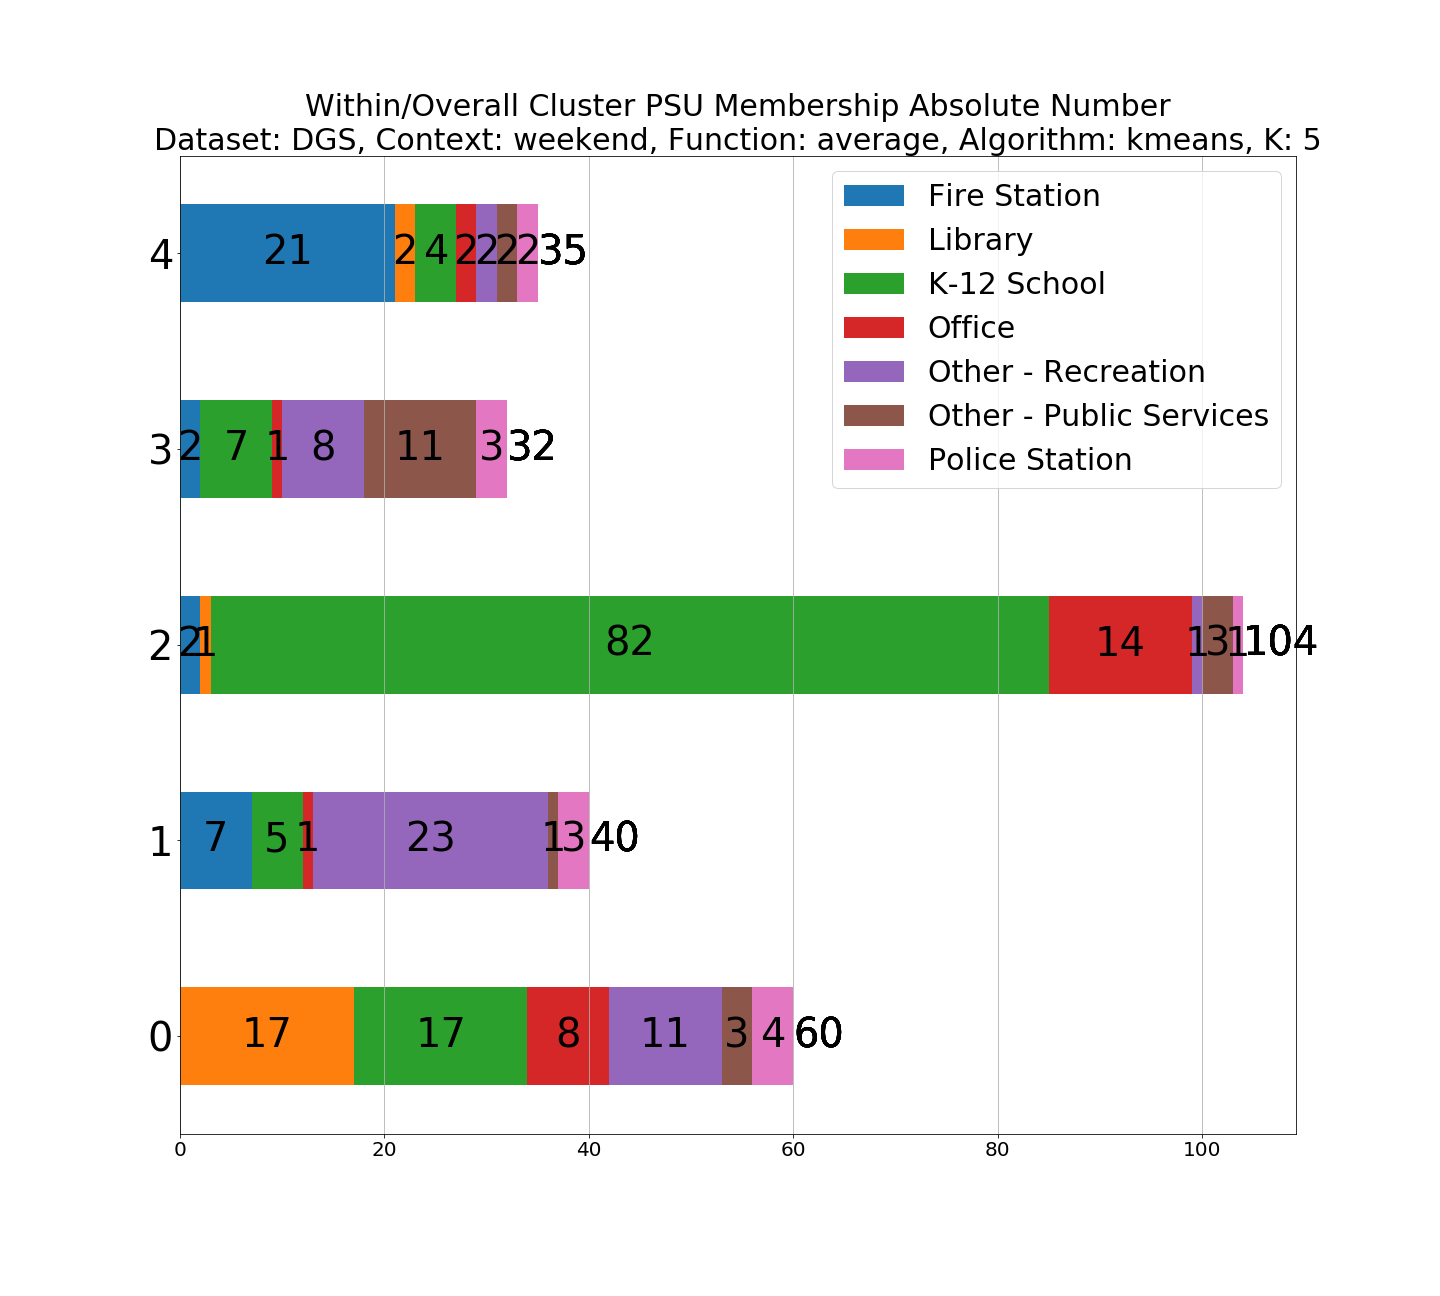 Within/Overall Cluster PSU Membership Absolute Number
Dataset: DGS, Context: weekend, Function: average, Algorithm: kmeans, K: 5
Fire Station
Library
K-12 School
Office
Other - Recreation
Other - Public Services
Police Station
4 21 2 4 2 2 2 2 35
3 2 7 1 8 11 3 32
2 2 1 82 14 1 3 1 104
1 7 5 1 23 1 3 40
0 17 17 8 11 3 4 60
0 20 40 60 80 100